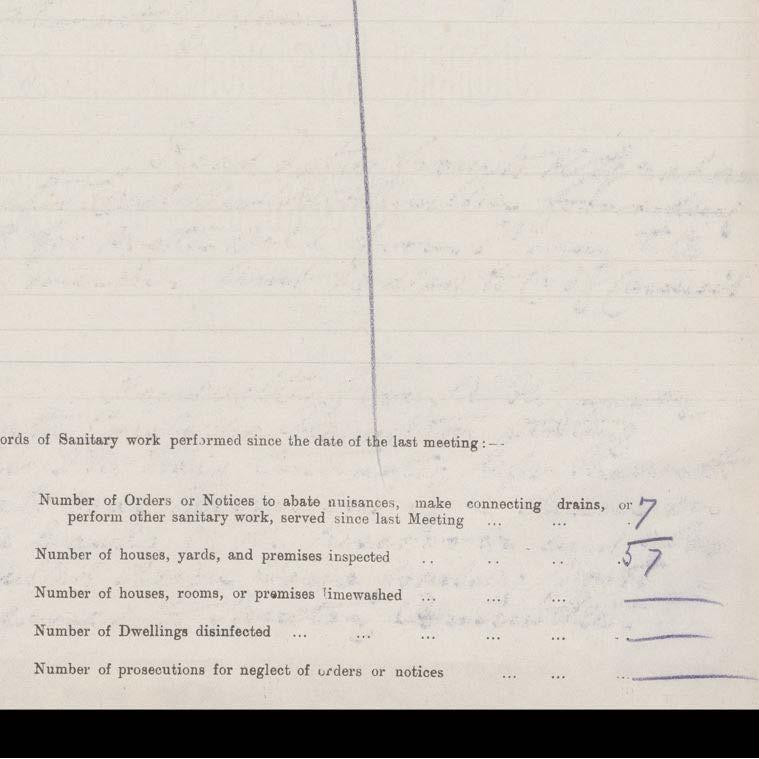 ords of Sanitary work performed since the date of the last meeting :—
Number of Orders or Notices to abate nuisances, make connecting drains, or 7
perform other sanitary work, served since last Meeting ... ... .
Number of houses, yards, and premises inspected .. .. .. . 57
Number of houses, rooms, or premises limewashed ... ... ... —
Number of Dwellings disinfected ... ... ... ... ... . —
Number of prosecutions for neglect of orders or notices ... ... ... —